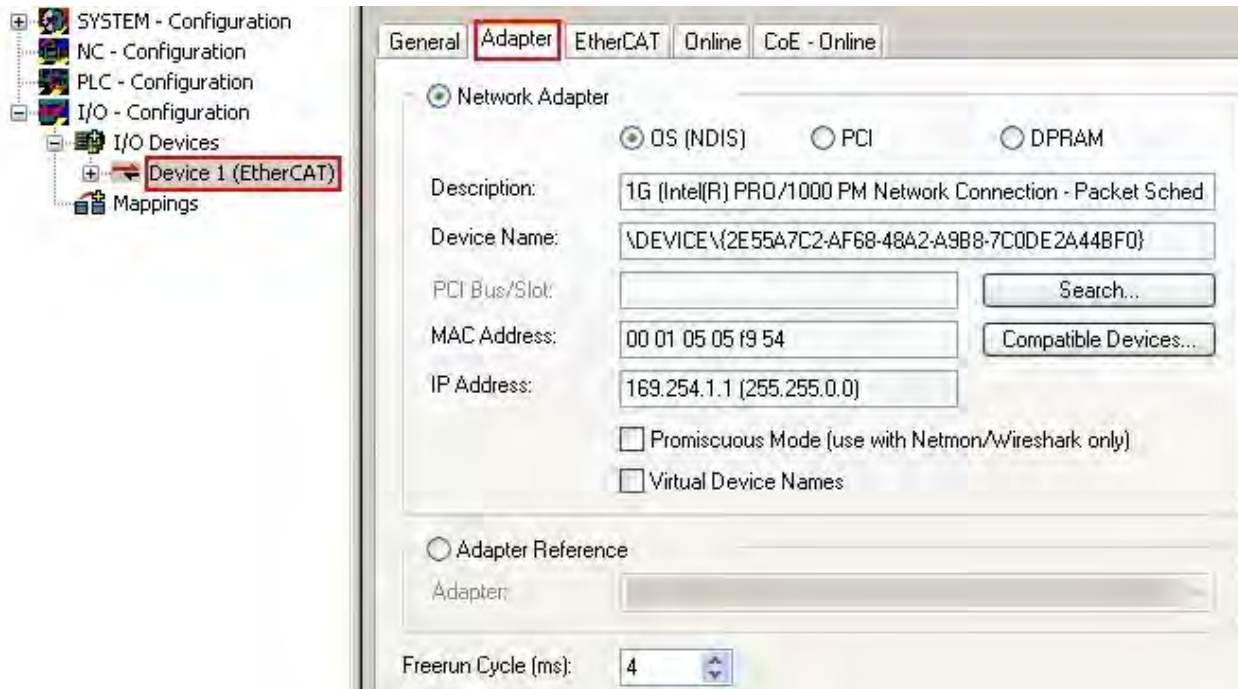 SYSTEM - Configuration
NC - Configuration
PLC - Configuration
I/O - Configuration
I/O Devices
Device 1 (EtherCAT)
Mappings
General Adapter EtherCAT Online CoE - Online
Network Adapter
OS (NDIS) PCI DPRAM
Description: 1G (Intel(R) PRO/1000 PM Network Connection - Packet Sched
Device Name: \DEVICE\{2E55A7C2-AF68-48A2-A9B8-7C0DE2A44BF0}
PCI Bus/Slot: Search...
MAC Address: 00 01 05 05 f9 54 Compatible Devices...
IP Address: 169.254.1.1 (255.255.0.0)
Promiscuous Mode (use with Netmon/Wireshark only)
Virtual Device Names
Adapter Reference
Adapter:
Freerun Cycle (ms): 4